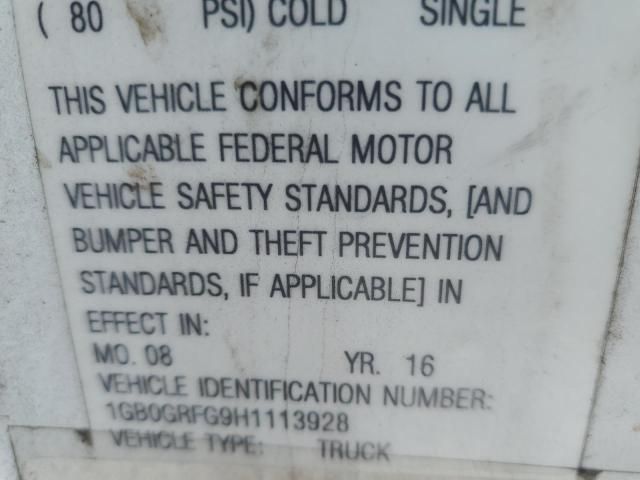 ( 80 PSI) COLD SINGLE
THIS VEHICLE CONFORMS TO ALL
APPLICABLE FEDERAL MOTOR
VEHICLE SAFETY STANDARDS, [AND
BUMPER AND THEFT PREVENTION
STANDARDS, IF APPLICABLE] IN
EFFECT IN:
MO. 08 YR. 16
VEHICLE IDENTIFICATION NUMBER:
1GB0GRFG9H1113928
VEHICLE TYPE: TRUCK